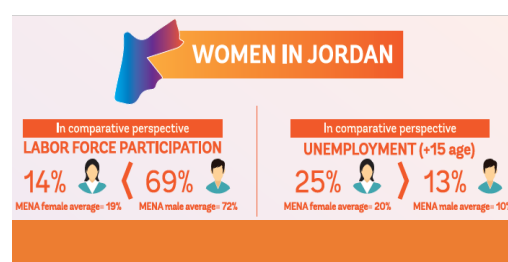 WOMEN IN JORDAN
In comparative perspective
LABOR FORCE PARTICIPATION
14% < 69%
MENA female average= 19% MENA male average= 72%
In comparative perspective
UNEMPLOYMENT (+15 age)
25% > 13%
MENA female average= 20% MENA male average= 10%